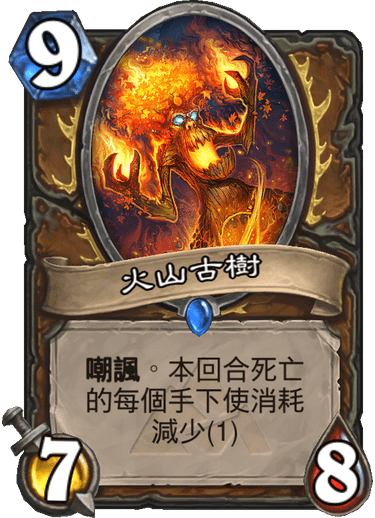 9
火山古樹
嘲諷。本回合死亡
的每個手下使消耗
減少(1)
7
8